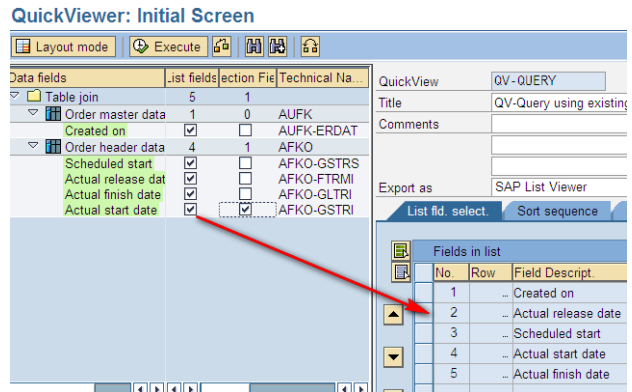 QuickViewer: Initial Screen
Layout mode Execute
Data fields List fields ection Fie Technical Na...
Table join 5 1
Order master data 1 0 AUFK
Created on AUFK-ERDAT
Order header data 4 1 AFKO
Scheduled start AFKO-GSTRS
Actual release dat AFKO-FTRMI
Actual finish date AFKO-GLTRI
Actual start date AFKO-GSTRI
QuickView QV-QUERY
Title QV-Query using existing
Comments
Export as SAP List Viewer
List fld. select. Sort sequence
Fields in list
No. Row Field Descript.
1 .. Created on
2 .. Actual release date
3 .. Scheduled start
4 .. Actual start date
5 .. Actual finish date